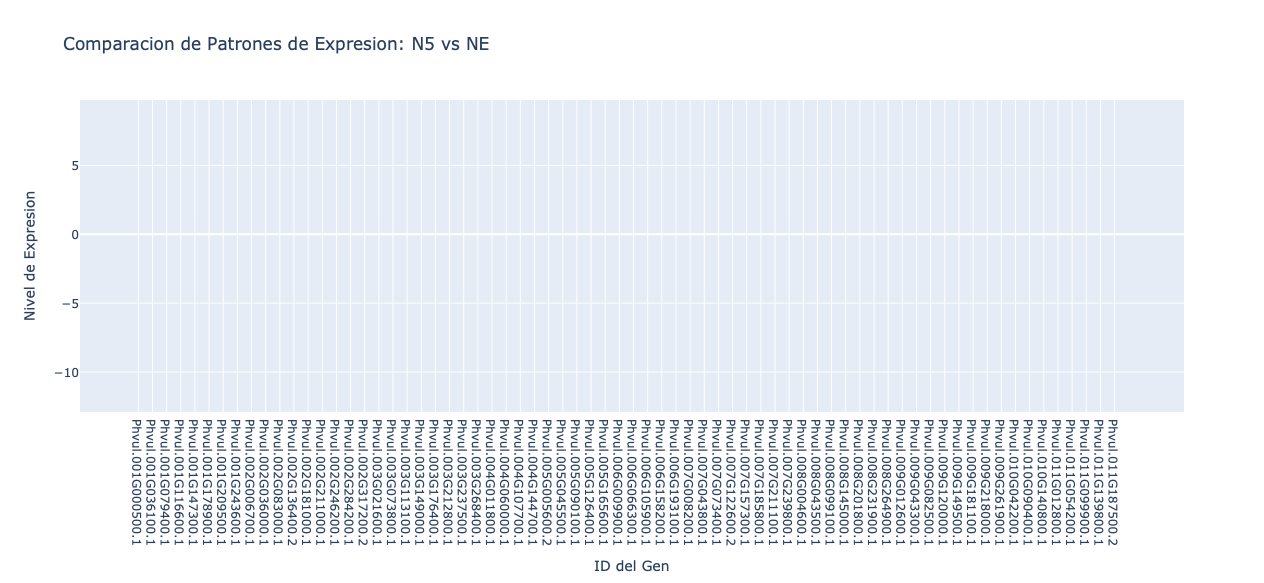 Comparacion de Patrones de Expresion: N5 vs NE
Nivel de Expresion
5
0
−5
−10
Phvul.001G000500.1
Phvul.001G036100.1
Phvul.001G079400.1
Phvul.001G116600.1
Phvul.001G147300.1
Phvul.001G178900.1
Phvul.001G209500.1
Phvul.001G243600.1
Phvul.002G006700.1
Phvul.002G036000.1
Phvul.002G083000.1
Phvul.002G136400.2
Phvul.002G181000.1
Phvul.002G211000.1
Phvul.002G246200.1
Phvul.002G284200.1
Phvul.002G317200.2
Phvul.003G021600.1
Phvul.003G073800.1
Phvul.003G113100.1
Phvul.003G149000.1
Phvul.003G176400.1
Phvul.003G212800.1
Phvul.003G237500.1
Phvul.003G268400.1
Phvul.004G011800.1
Phvul.004G060000.1
Phvul.004G107700.1
Phvul.004G144700.2
Phvul.005G005600.2
Phvul.005G045500.1
Phvul.005G091000.1
Phvul.005G126400.1
Phvul.005G165600.1
Phvul.006G009900.1
Phvul.006G066300.1
Phvul.006G105900.1
Phvul.006G158200.1
Phvul.006G193100.1
Phvul.007G008200.1
Phvul.007G043800.1
Phvul.007G073400.1
Phvul.007G122600.2
Phvul.007G157300.1
Phvul.007G185800.1
Phvul.007G211100.1
Phvul.007G239800.1
Phvul.008G004600.1
Phvul.008G043500.1
Phvul.008G099100.1
Phvul.008G145000.1
Phvul.008G201800.1
Phvul.008G231900.1
Phvul.008G264900.1
Phvul.009G012600.1
Phvul.009G043300.1
Phvul.009G082500.1
Phvul.009G120000.1
Phvul.009G149500.1
Phvul.009G181100.1
Phvul.009G218000.1
Phvul.009G261900.1
Phvul.010G042200.1
Phvul.010G090400.1
Phvul.010G140800.1
Phvul.011G012800.1
Phvul.011G054200.1
Phvul.011G099900.1
Phvul.011G139800.1
Phvul.011G187500.2
ID del Gen